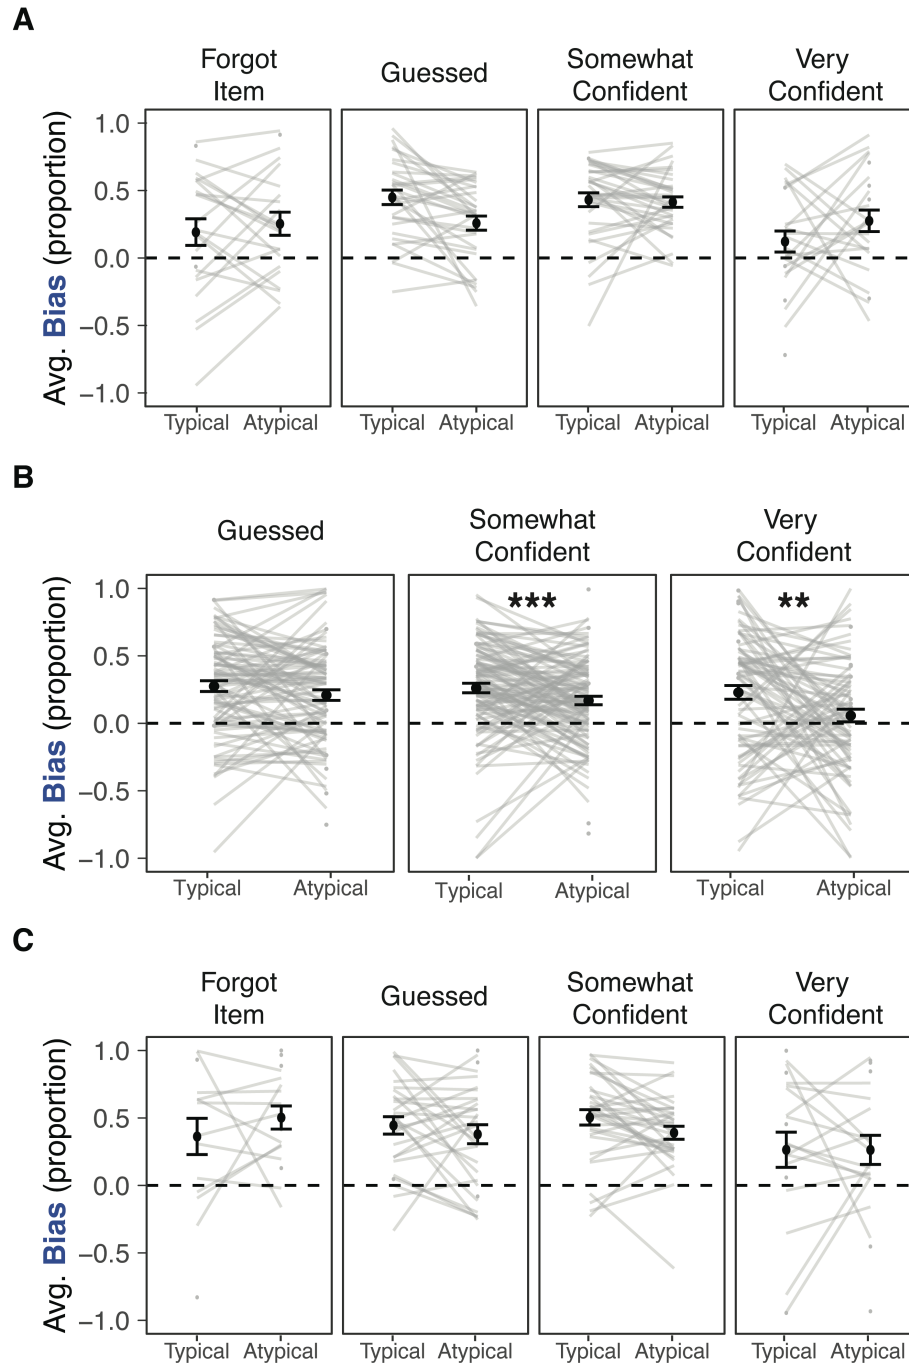 A
Forgot
Item
Guessed
Somewhat
Confident
Very
Confident
Avg. Bias (proportion)
1.0
0.5
0.0
−0.5
−1.0
Typical Atypical Typical Atypical Typical Atypical Typical Atypical
B
Guessed
Somewhat
Confident
Very
Confident
Avg. Bias (proportion)
1.0
0.5
0.0
−0.5
−1.0
***
**
Typical Atypical Typical Atypical Typical Atypical
C
Forgot
Item
Guessed
Somewhat
Confident
Very
Confident
Avg. Bias (proportion)
1.0
0.5
0.0
−0.5
−1.0
Typical Atypical Typical Atypical Typical Atypical Typical Atypical